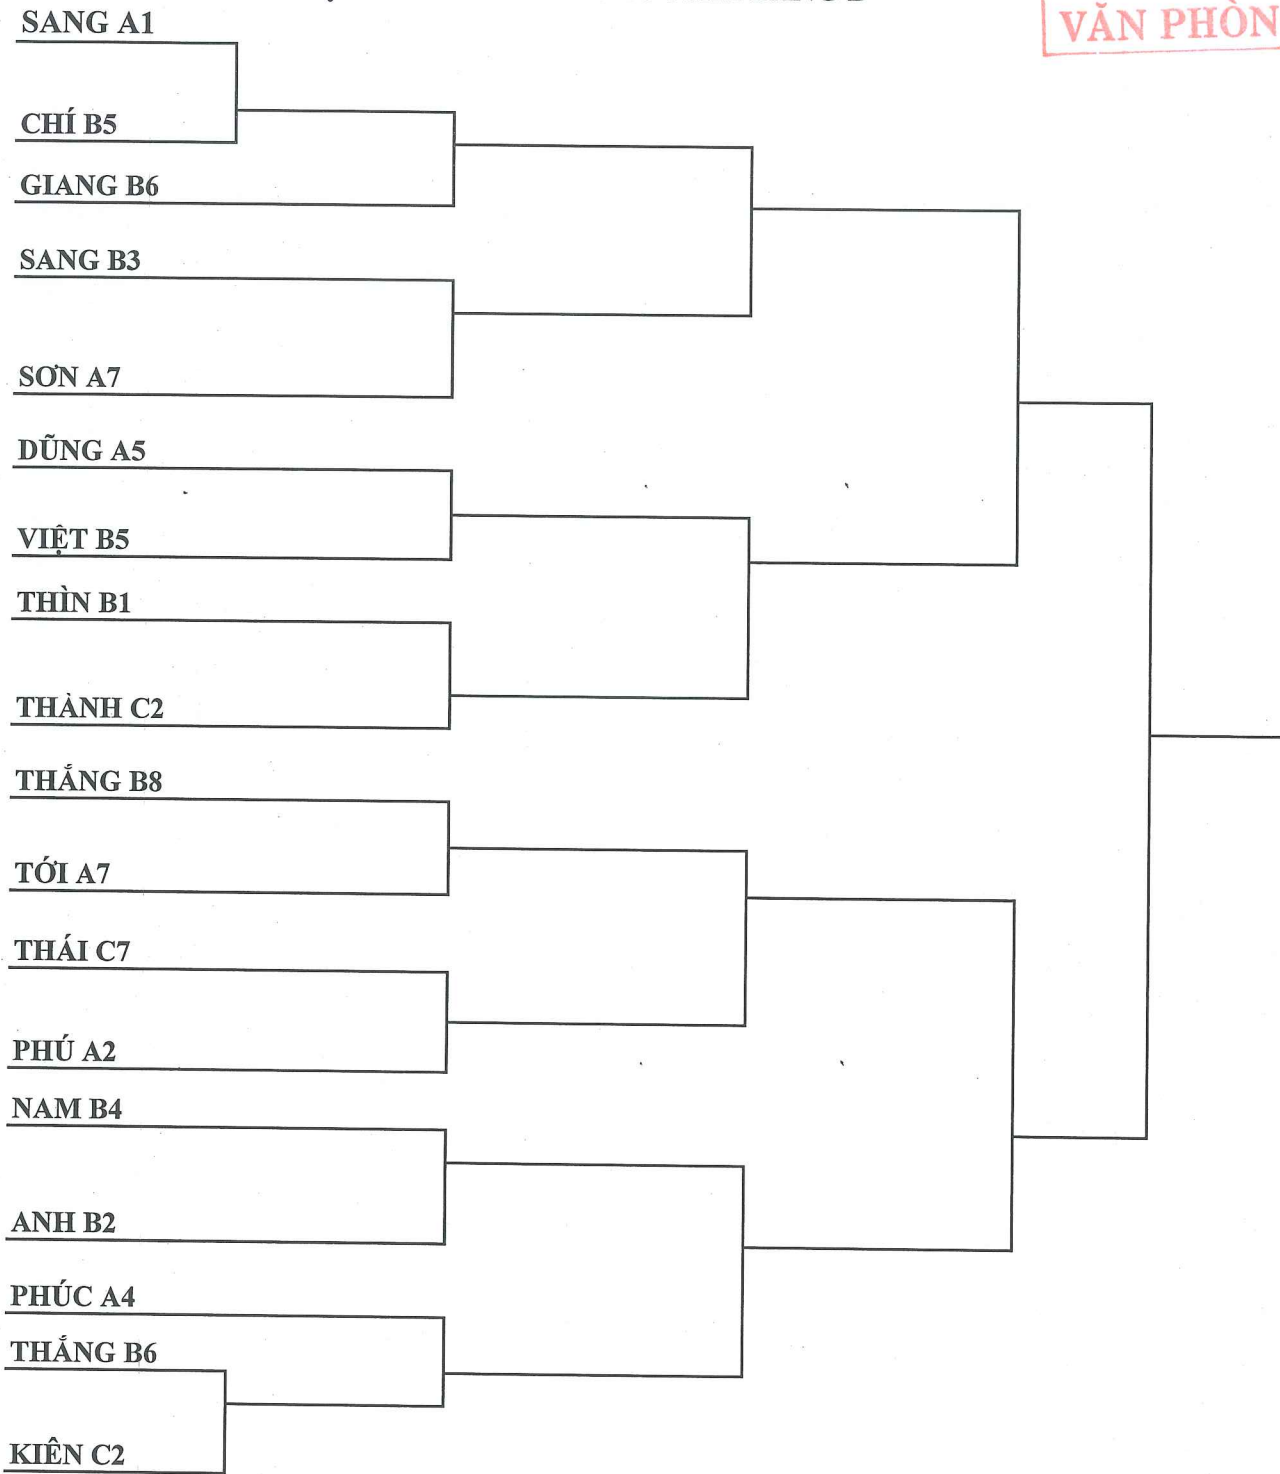 VĂN PHÒN
SANG A1
CHÍ B5
GIANG B6
SANG B3
SƠN A7
DŨNG A5
VIỆT B5
THÌN B1
THÀNH C2
THẮNG B8
TỚI A7
THÁI C7
PHÚ A2
NAM B4
ANH B2
PHÚC A4
THẮNG B6
KIÊN C2